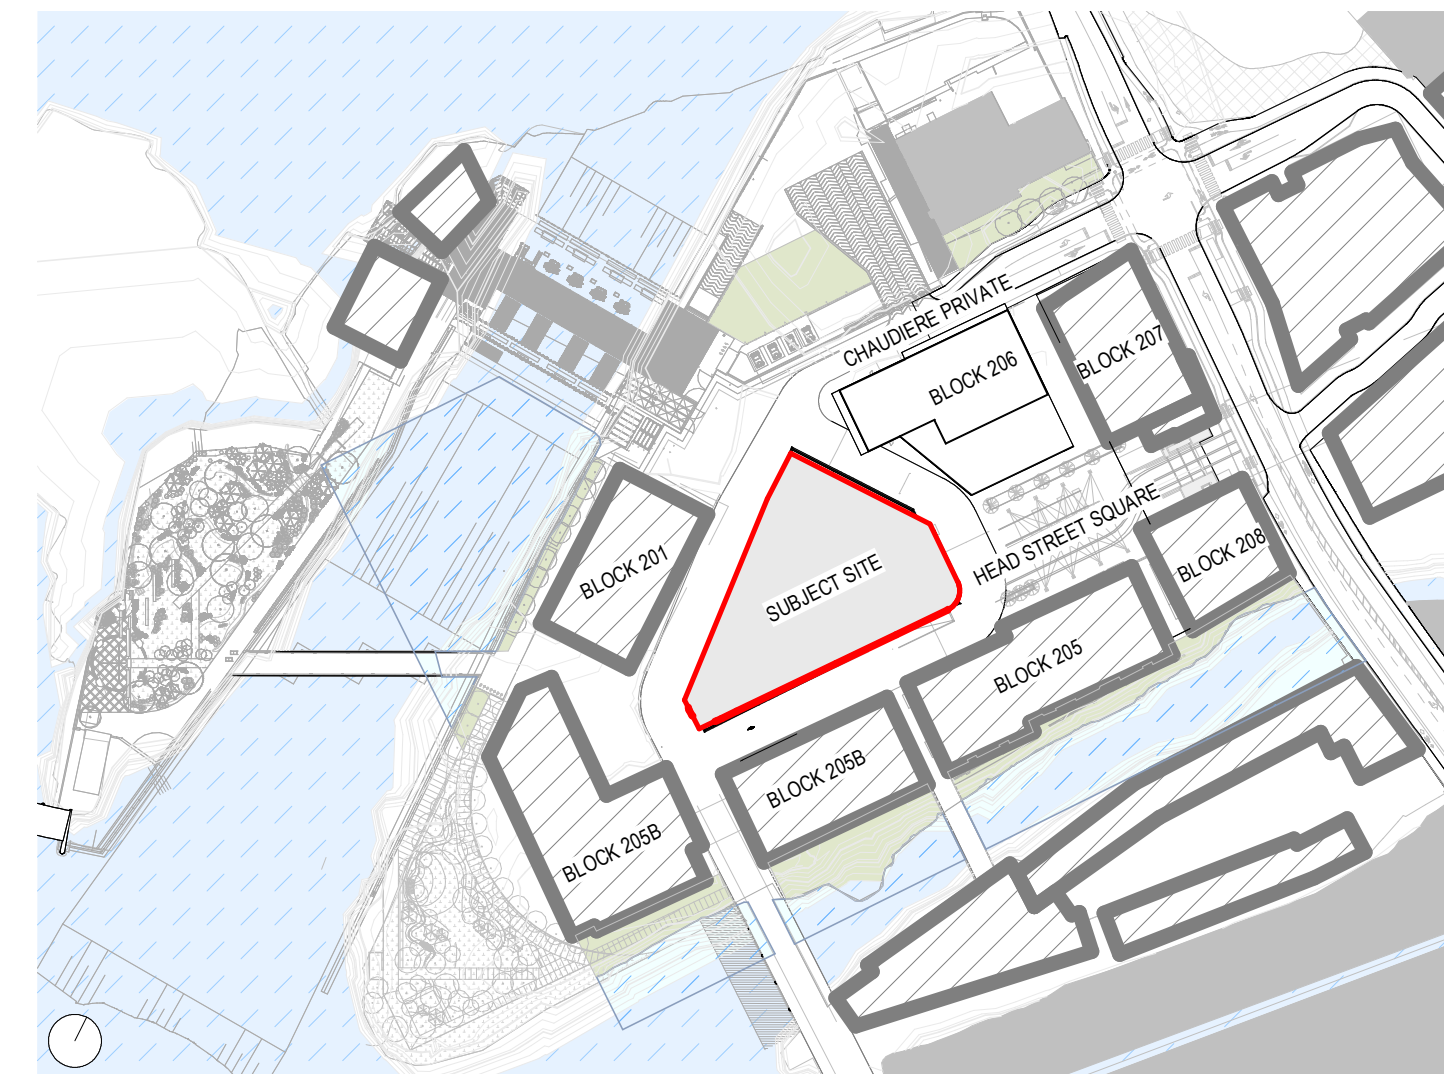 CHAUDIERE PRIVATE
BLOCK 207
BLOCK 206
HEAD STREET SQUARE
BLOCK 208
BLOCK 201
SUBJECT SITE
BLOCK 205
BLOCK 205B
BLOCK 205B